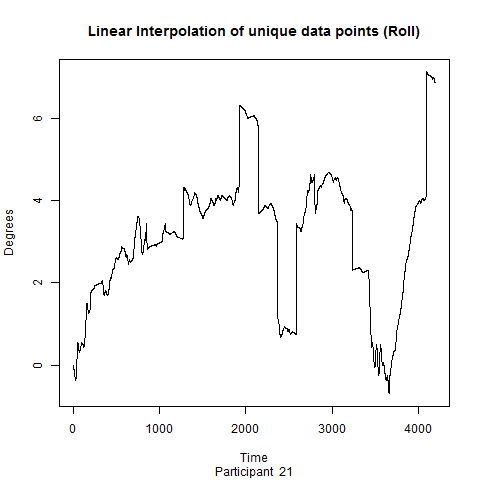 Linear Interpolation of unique data points (Roll)
Degrees
6
4
2
0
0 1000 2000 3000 4000
Time
Participant 21